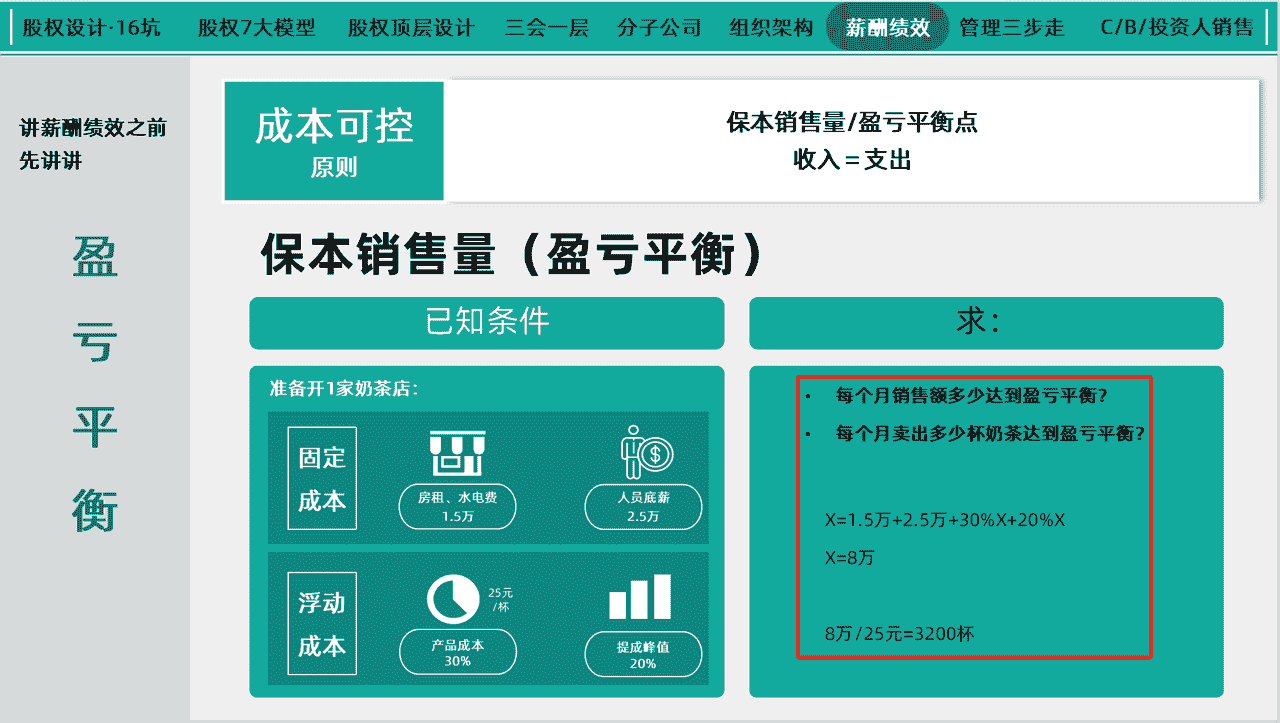 股权设计·16坑 股权7大模型 股权顶层设计 三会一层 分子公司 组织架构 薪酬绩效 管理三步走 C/B/投资人销售
讲薪酬绩效之前
先讲讲
盈
亏
平
衡
成本可控
原则
保本销售量/盈亏平衡点
收入=支出
保本销售量（盈亏平衡）
已知条件
准备开1家奶茶店：
固定
成本
房租、水电费
1.5万
人员底薪
2.5万
浮动
成本
25元
/杯
产品成本
30%
提成峰值
20%
求：
· 每个月销售额多少达到盈亏平衡？
· 每个月卖出多少杯奶茶达到盈亏平衡？
X=1.5万+2.5万+30%X+20%X
X=8万
8万/25元=3200杯